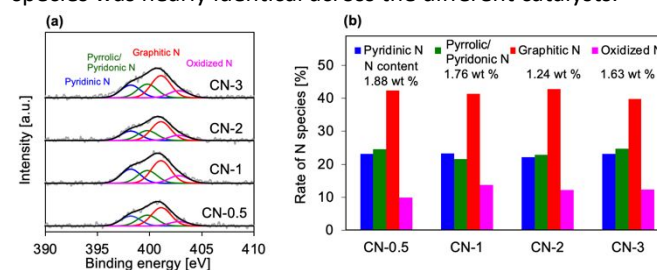 species was nearly identical across the different catalysts.
(a)
Pyrrolic/
Pyridonic N
Graphitic N
Oxidized N
Pyridinic N
CN-3
CN-2
CN-1
CN-0.5
Intensity [a.u.]
390 395 400 405 410
Binding energy [eV]
(b)
Pyridinic N Pyrrolic/ Pyridonic N Graphitic N Oxidized N
N content
1.88 wt % 1.76 wt % 1.24 wt % 1.63 wt %
Rate of N species [%]
50
40
30
20
10
0
CN-0.5 CN-1 CN-2 CN-3